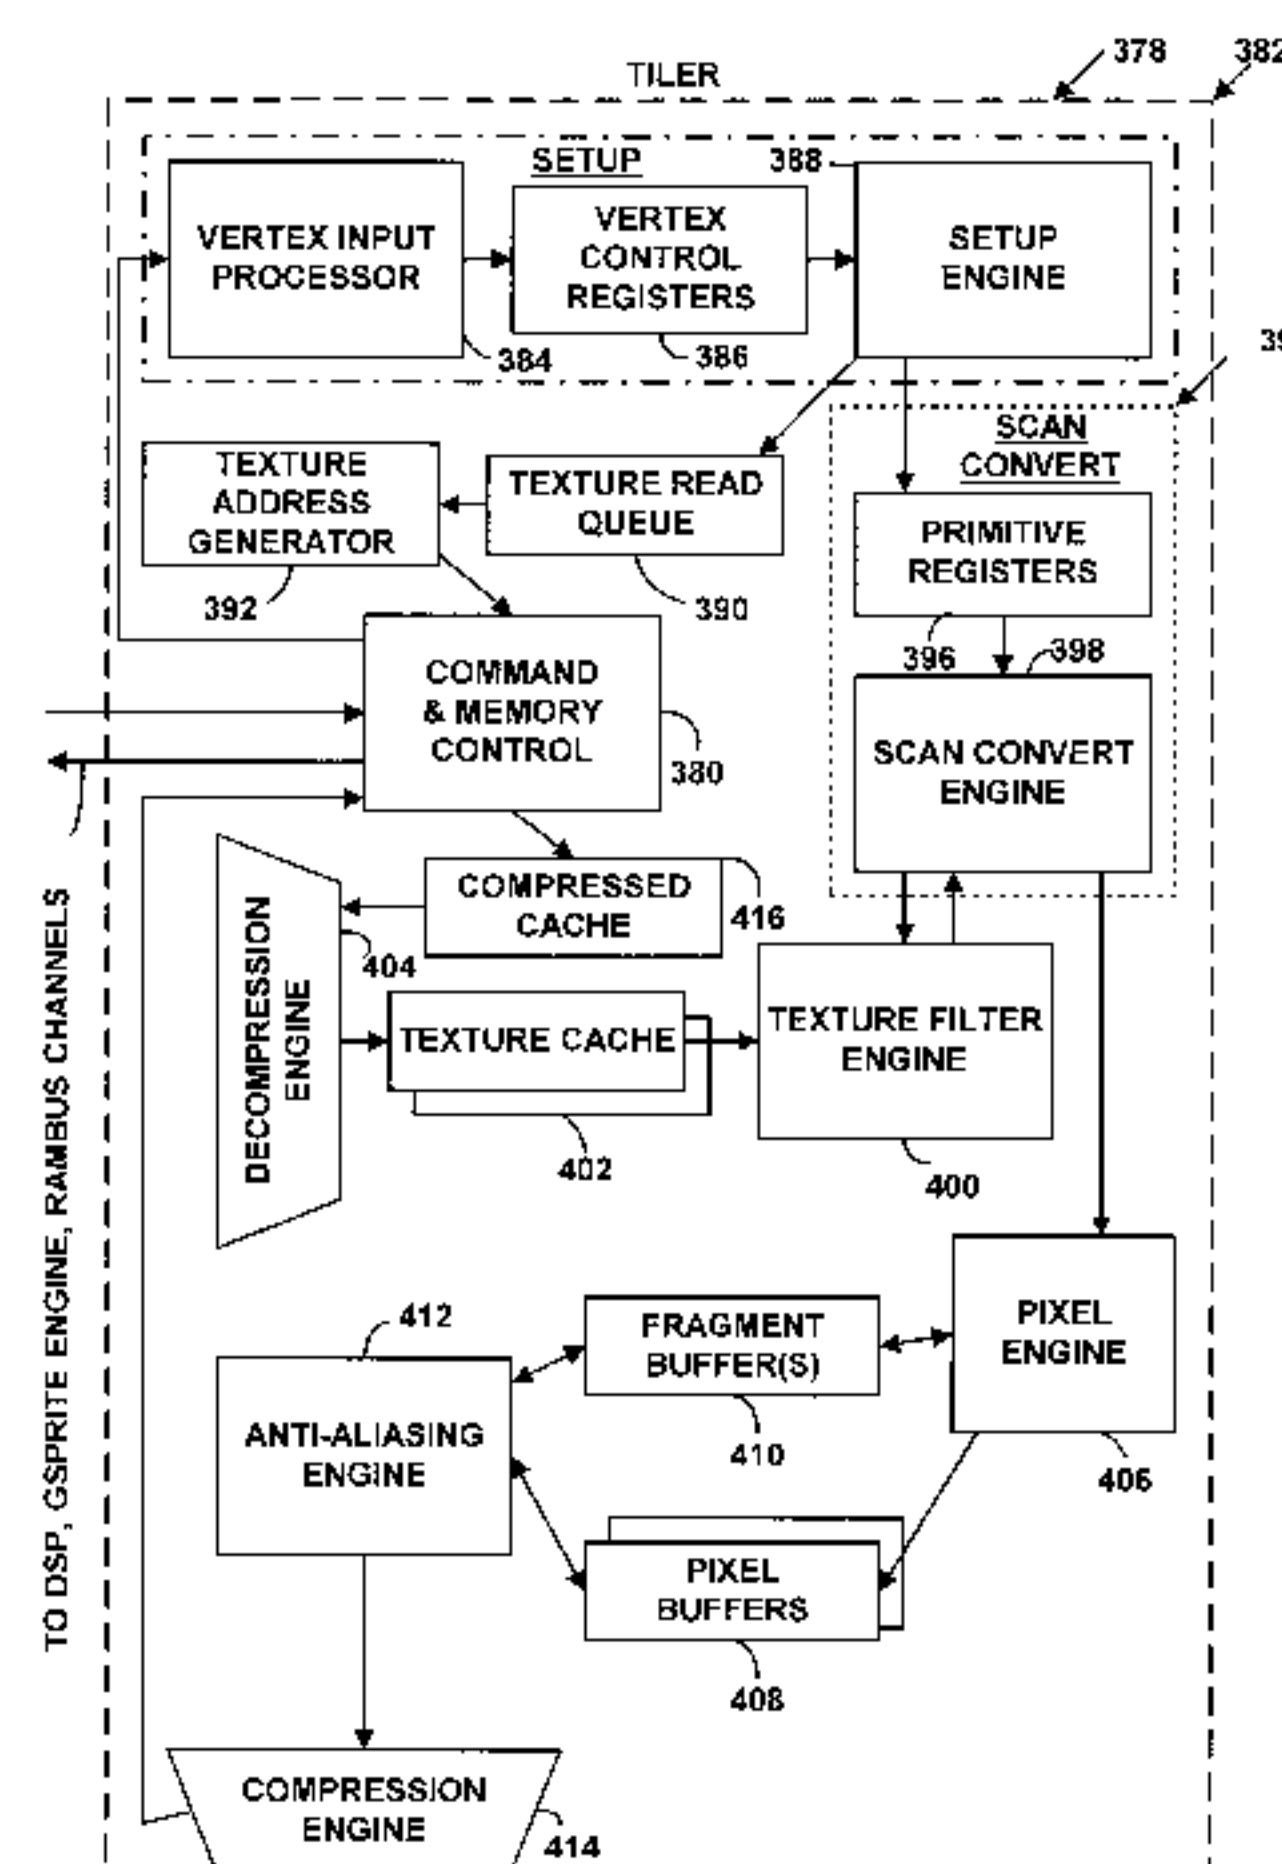 378
382
TILER
SETUP
388
VERTEX INPUT
PROCESSOR
VERTEX
CONTROL
REGISTERS
SETUP
ENGINE
384
386
SCAN
CONVERT
TEXTURE
ADDRESS
GENERATOR
TEXTURE READ
QUEUE
PRIMITIVE
REGISTERS
392
390
396
398
COMMAND
& MEMORY
CONTROL
380
SCAN CONVERT
ENGINE
COMPRESSED
CACHE
416
404
DECOMPRESSION
ENGINE
TEXTURE CACHE
402
TEXTURE FILTER
ENGINE
400
TO DSP, GSPRITE ENGINE, RAMBUS CHANNELS
412
FRAGMENT
BUFFER(S)
410
PIXEL
ENGINE
406
ANTI-ALIASING
ENGINE
PIXEL
BUFFERS
408
COMPRESSION
ENGINE
414